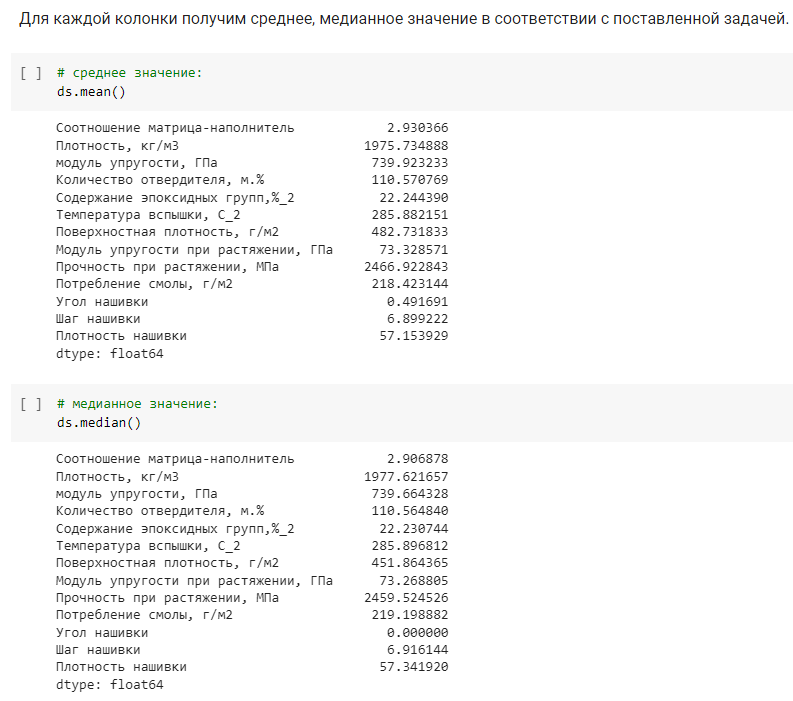 Для каждой колонки получим среднее, медианное значение в соответствии с поставленной задачей.
[ ] # среднее значение:
ds.mean()
Соотношение матрица-наполнитель 2.930366
Плотность, кг/м3 1975.734888
модуль упругости, ГПа 739.923233
Количество отвердителя, м.% 110.570769
Содержание эпоксидных групп,%_2 22.244390
Температура вспышки, С_2 285.882151
Поверхностная плотность, г/м2 482.731833
Модуль упругости при растяжении, ГПа 73.328571
Прочность при растяжении, МПа 2466.922843
Потребление смолы, г/м2 218.423144
Угол нашивки 0.491691
Шаг нашивки 6.899222
Плотность нашивки 57.153929
dtype: float64
[ ] # медианное значение:
ds.median()
Соотношение матрица-наполнитель 2.906878
Плотность, кг/м3 1977.621657
модуль упругости, ГПа 739.664328
Количество отвердителя, м.% 110.564840
Содержание эпоксидных групп,%_2 22.230744
Температура вспышки, С_2 285.896812
Поверхностная плотность, г/м2 451.864365
Модуль упругости при растяжении, ГПа 73.268805
Прочность при растяжении, МПа 2459.524526
Потребление смолы, г/м2 219.198882
Угол нашивки 0.000000
Шаг нашивки 6.916144
Плотность нашивки 57.341920
dtype: float64